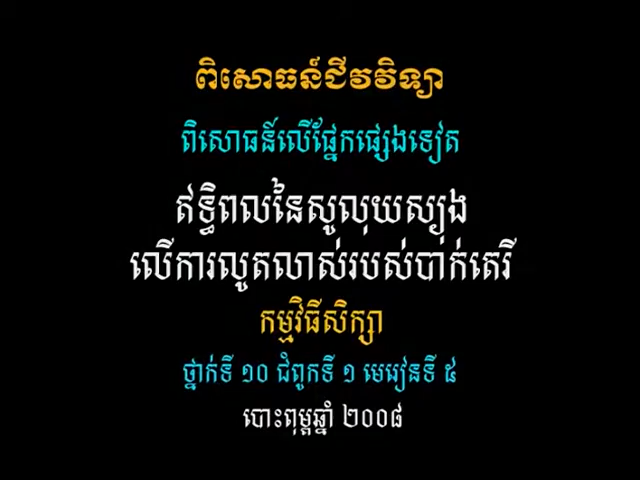 ពិសោធន៍ជីវវិទ្យា
ពិសោធន៍លើផ្នែកផ្សេងទៀត
ឥទ្ធិពលនៃសូលុយស្យុង
លើការលូតលាស់របស់បាក់តេរី
កម្មវិធីសិក្សា
ថ្នាក់ទី ១០ ជំពូកទី ១ មេរៀនទី ៥
បោះពុម្ពឆ្នាំ ២០០៨